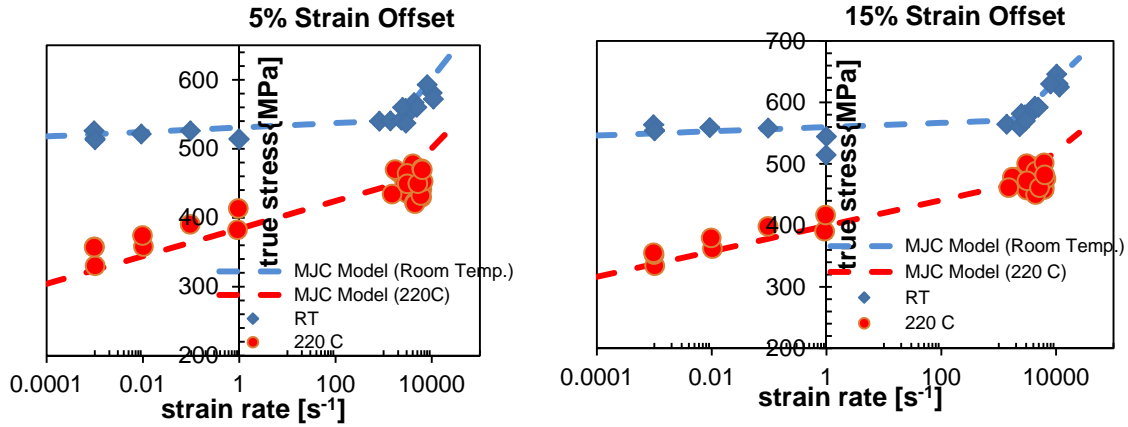 5% Strain Offset
600
400
200
true stress{MPa]
MJC Model (Room Temp.)
MJC Model (220C)
RT
220 C
0.0001 0.01 1 100 10000
strain rate [s⁻¹]
15% Strain Offset
700
600
500
400
300
200
true stress{MPa]
MJC Model (Room Temp.)
MJC Model (220C)
RT
220 C
0.0001 0.01 1 100 10000
strain rate [s⁻¹]